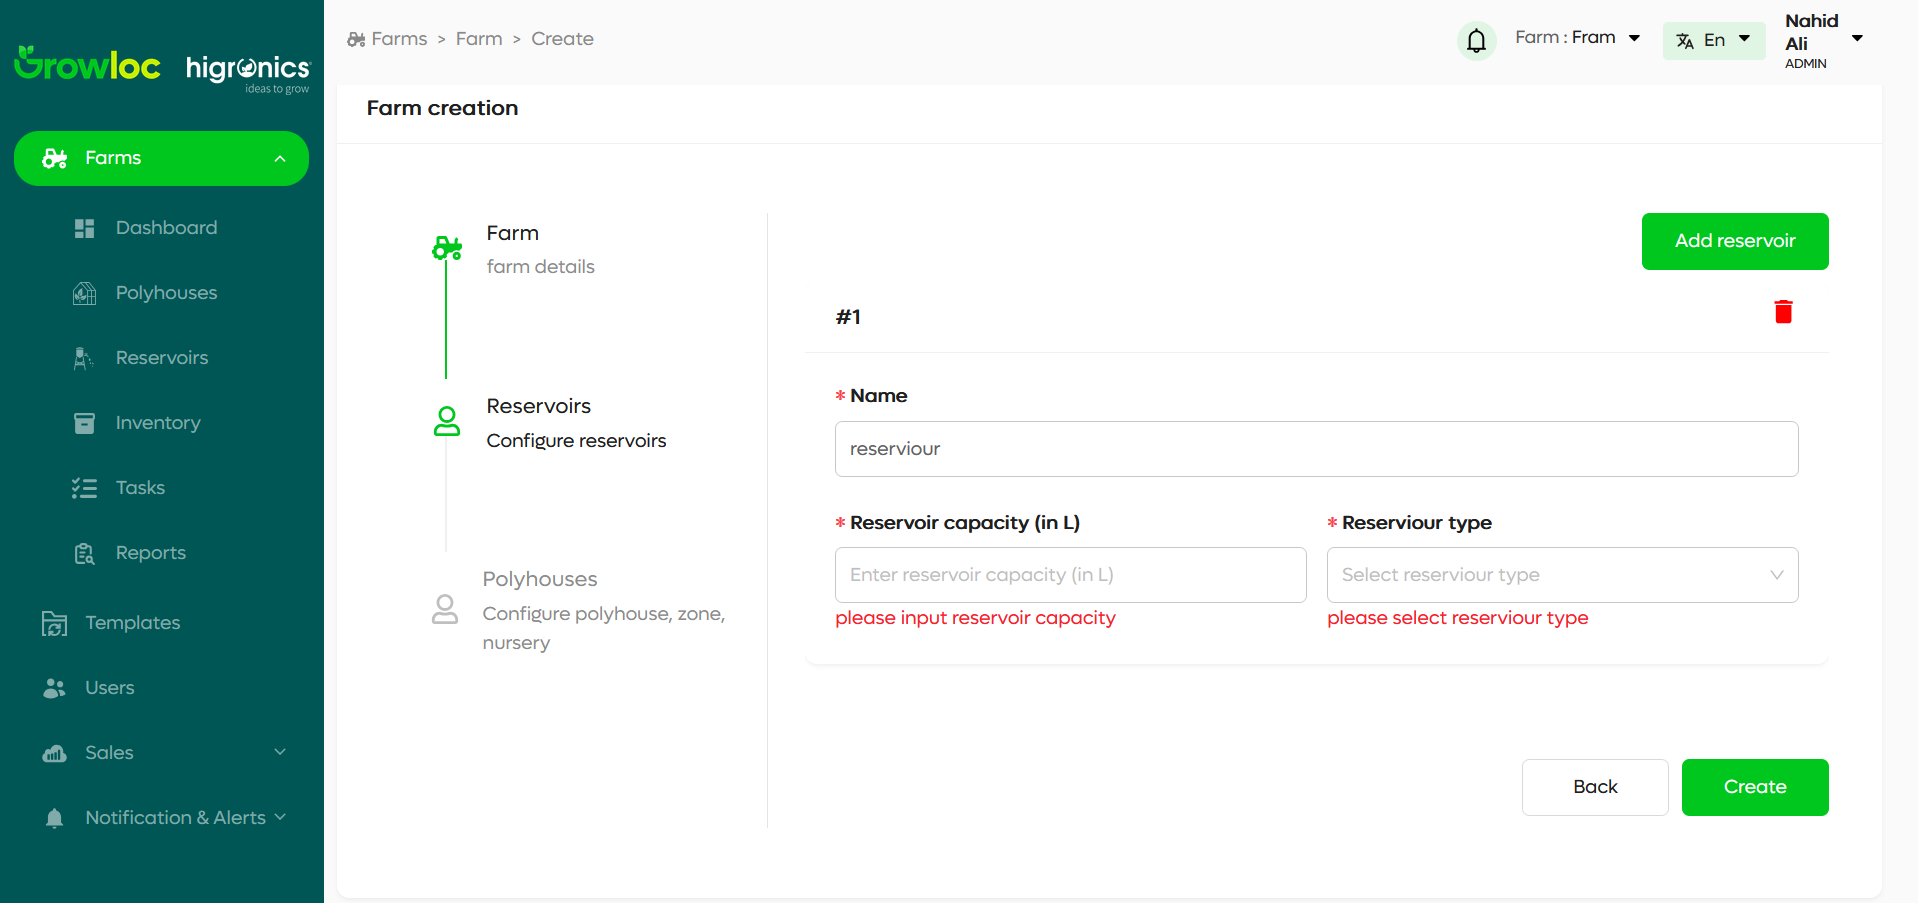 Growloc
higronics
ideas to grow
Farms > Farm > Create
Farm : Fram
En
Nahid
Ali
ADMIN
Farms
Dashboard
Polyhouses
Reservoirs
Inventory
Tasks
Reports
Templates
Users
Sales
Notification & Alerts
Farm creation
Farm
farm details
Reservoirs
Configure reservoirs
Polyhouses
Configure polyhouse, zone,
nursery
Add reservoir
#1
* Name
reserviour
* Reservoir capacity (in L)
* Reserviour type
Enter reservoir capacity (in L)
Select reserviour type
please input reservoir capacity
please select reserviour type
Back
Create